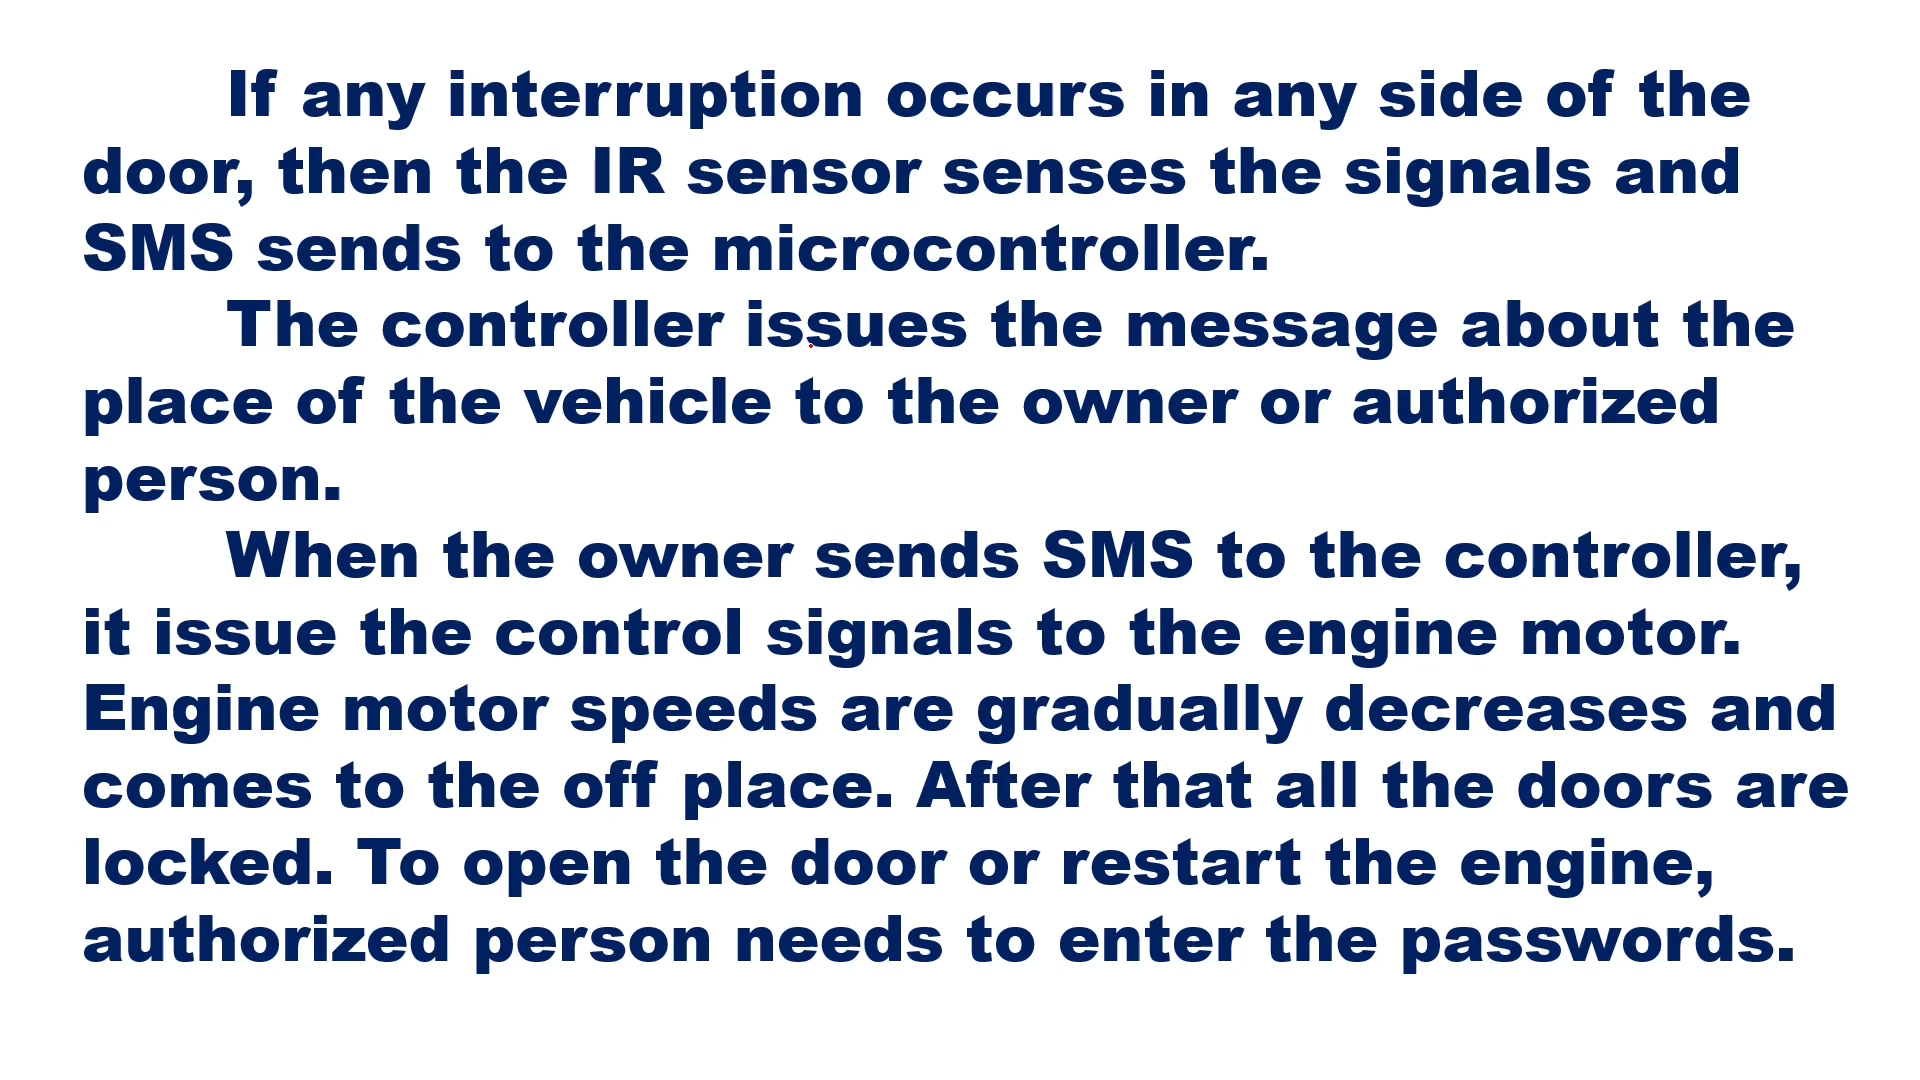 If any interruption occurs in any side of the
door, then the IR sensor senses the signals and
SMS sends to the microcontroller.
The controller issues the message about the
place of the vehicle to the owner or authorized
person.
When the owner sends SMS to the controller,
it issue the control signals to the engine motor.
Engine motor speeds are gradually decreases and
comes to the off place. After that all the doors are
locked. To open the door or restart the engine,
authorized person needs to enter the passwords.